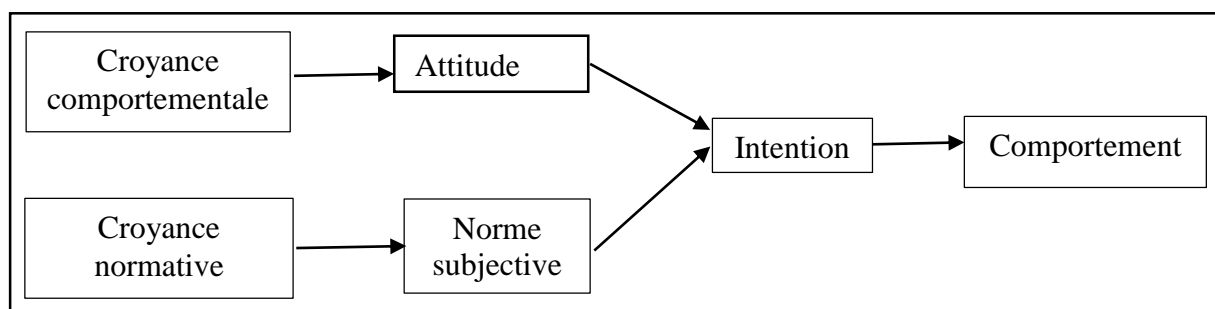 Croyance
comportementale
Attitude
Intention
Comportement
Croyance
normative
Norme
subjective